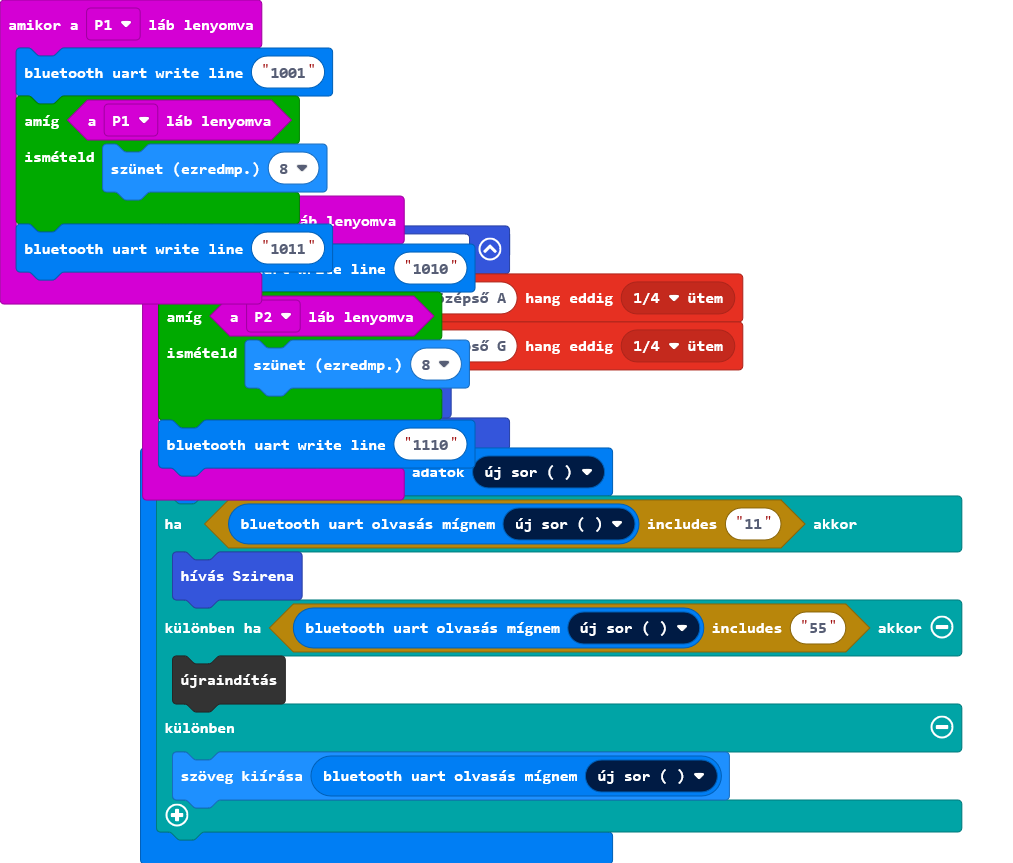 amikor a P1 láb lenyomva
bluetooth uart write line "1001"
amíg a P1 láb lenyomva
ismételd szünet (ezredmp.) 8
lenyomva
bluetooth uart write line "1011"
line "1010"
A hang eddig 1/4 ütem
amíg a P2 láb lenyomva
G hang eddig 1/4 ütem
ismételd szünet (ezredmp.) 8
bluetooth uart write line "1110"
adatok új sor ( )
ha bluetooth uart olvasás mígnem új sor ( ) includes "11" akkor
hívás Szirena
különben ha bluetooth uart olvasás mígnem új sor ( ) includes "55" akkor
újraindítás
különben
szöveg kiírása bluetooth uart olvasás mígnem új sor ( )